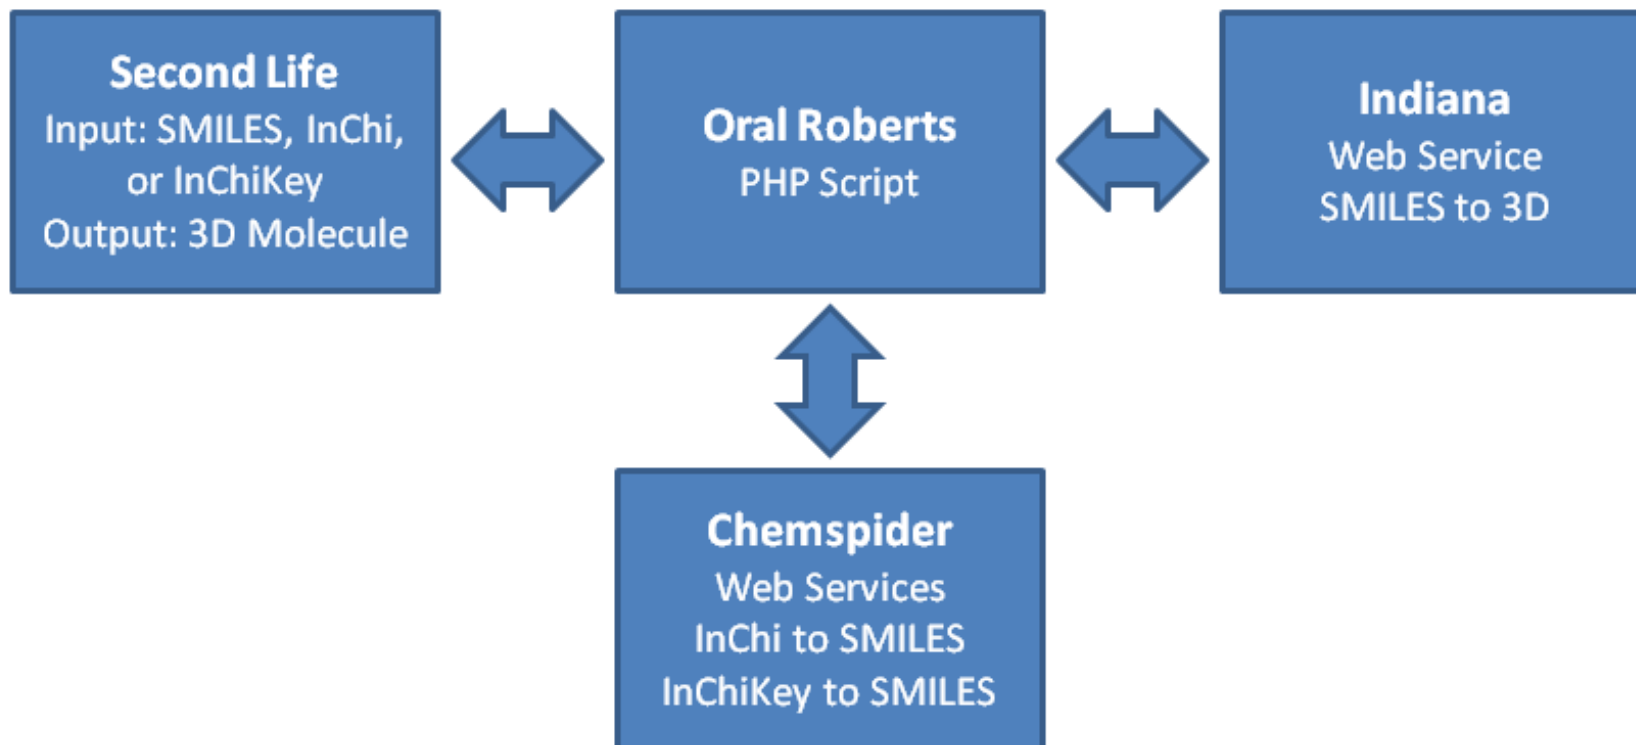 Second Life
Input: SMILES, InChi,
or InChiKey
Output: 3D Molecule
Oral Roberts
PHP Script
Indiana
Web Service
SMILES to 3D
Chemspider
Web Services
InChi to SMILES
InChiKey to SMILES